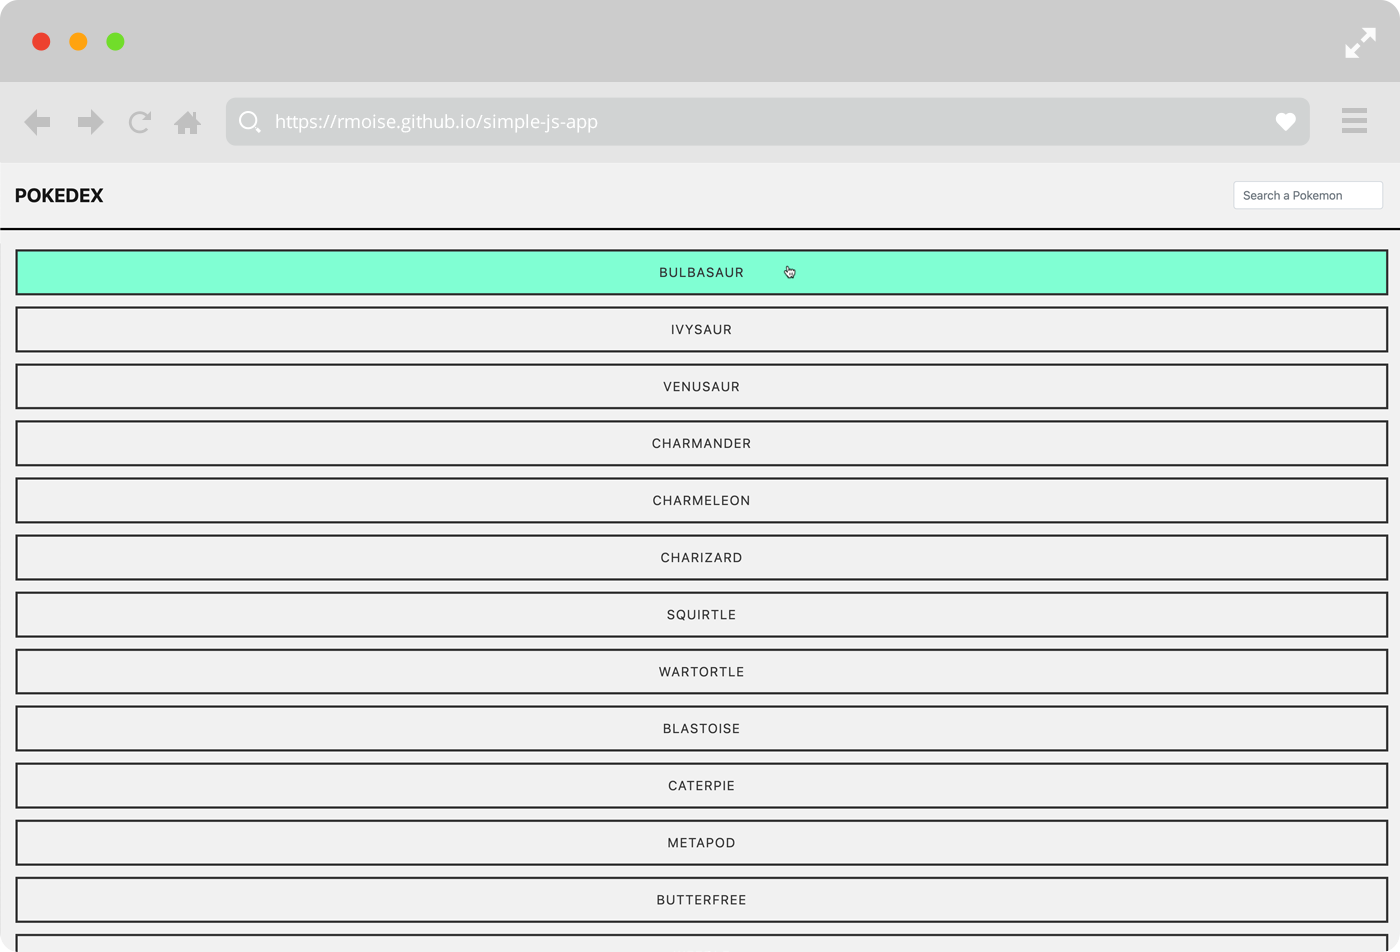 https://rmoise.github.io/simple-js-app
POKEDEX
Search a Pokemon
BULBASAUR
IVYSAUR
VENUSAUR
CHARMANDER
CHARMELEON
CHARIZARD
SQUIRTLE
WARTORTLE
BLASTOISE
CATERPIE
METAPOD
BUTTERFREE